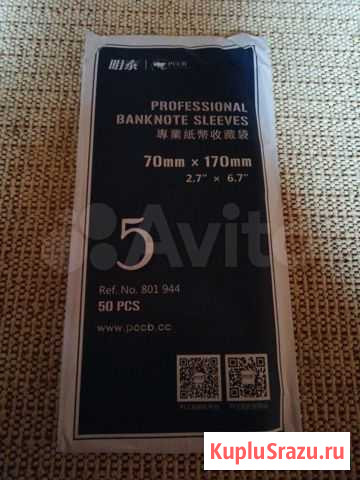 明泰 PCCB
PROFESSIONAL
BANKNOTE SLEEVES
專業紙幣收藏袋
70mm × 170mm
2.7" × 6.7"
5
Ref. No. 801 944
50 PCS
www.pccb.cc
Avito
KupluSrazu.ru